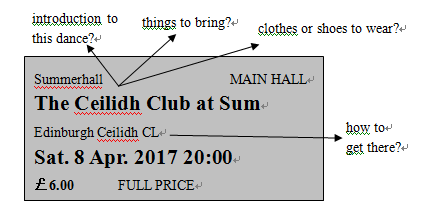 introduction to
this dance?
things to bring?
clothes or shoes to wear?
Summerhall MAIN HALL
The Ceilidh Club at Sum
Edinburgh Ceilidh CL
how to
get there?
Sat. 8 Apr. 2017 20:00
£6.00 FULL PRICE